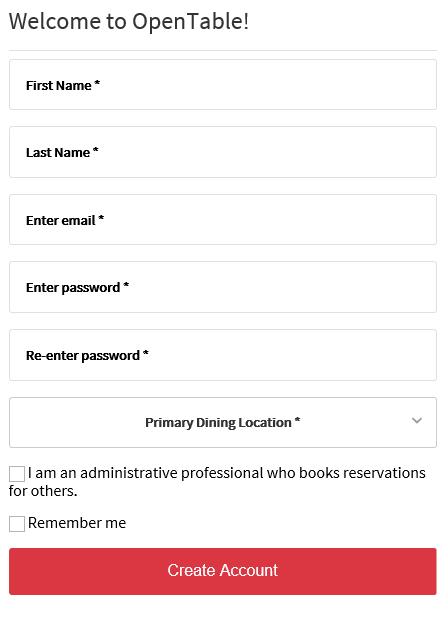 Welcome to OpenTable!
First Name *
Last Name *
Enter email *
Enter password *
Re-enter password *
Primary Dining Location *
I am an administrative professional who books reservations
for others.
Remember me
Create Account